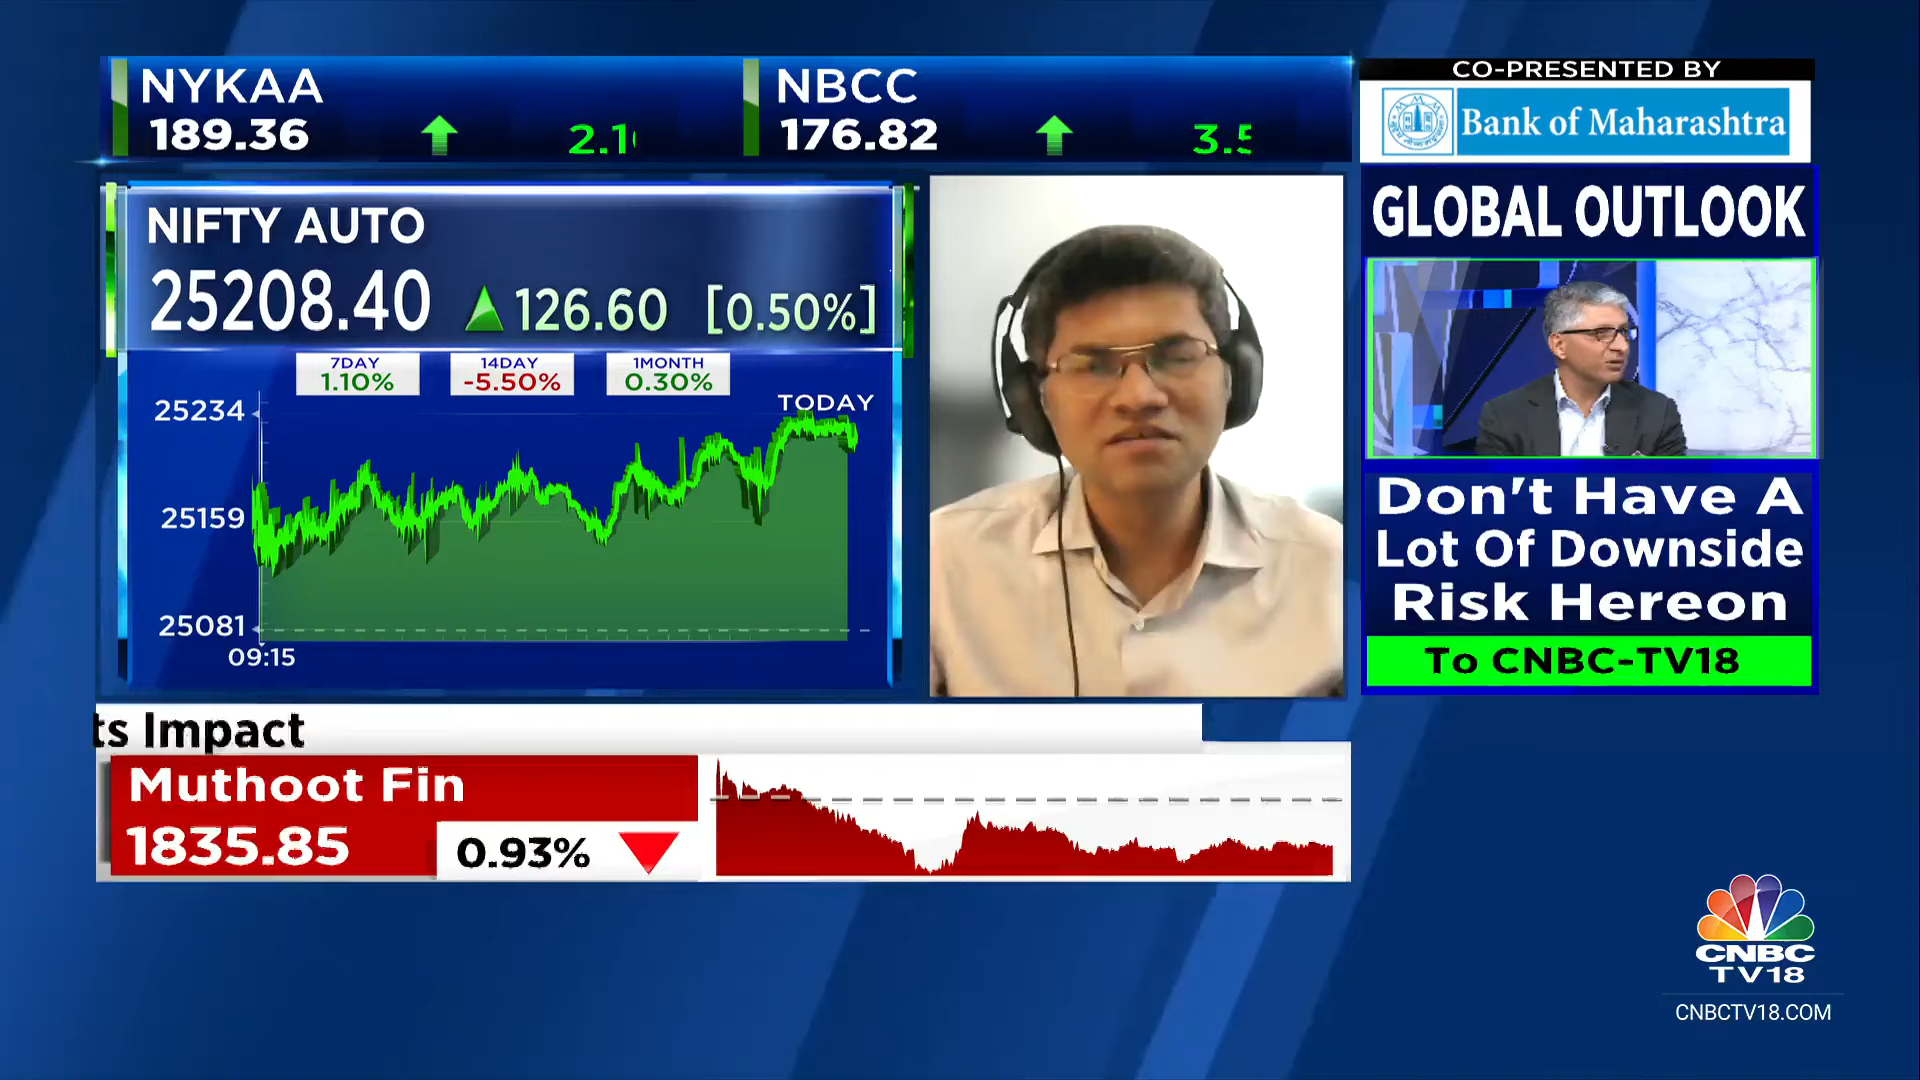 NYKAA
189.36
NBCC
176.82
3.5
CO-PRESENTED BY
Bank of Maharashtra
NIFTY AUTO
25208.40 126.60 [0.50%]
7DAY
1.10%
14DAY
-5.50%
1MONTH
0.30%
TODAY
25234
25159
25081
09:15
GLOBAL OUTLOOK
Don't Have A
Lot Of Downside
Risk Hereon
To CNBC-TV18
ts Impact
Muthoot Fin
1835.85
0.93%
CNBC
TV18
CNBCTV18.COM